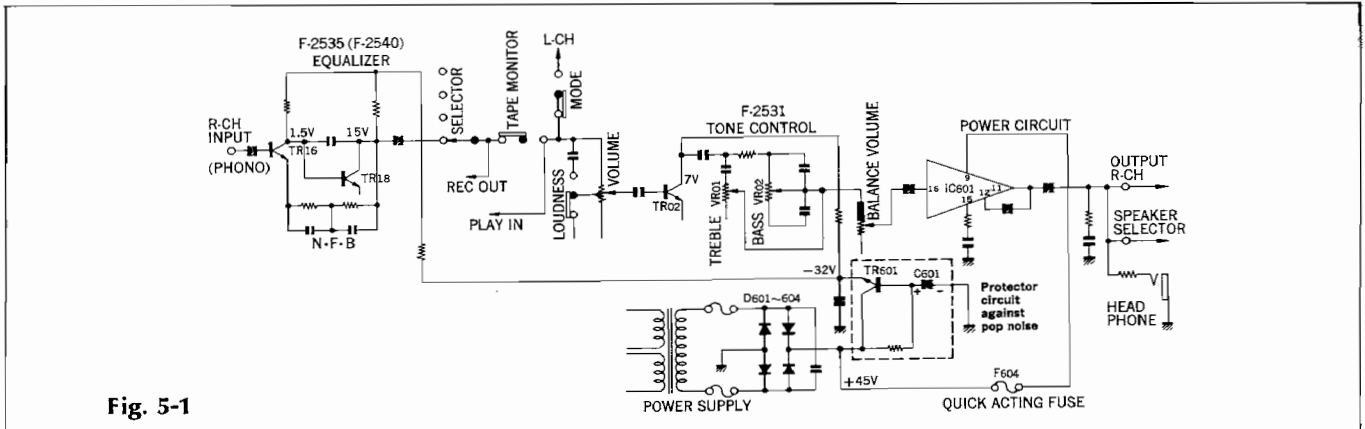 F-2535 (F-2540)
EQUALIZER
R-CH
INPUT
(PHONO)
1.5V
15V
TR16
TR18
N·F·B
SELECTOR
REC OUT
TAPE MONITOR
PLAY IN
L-CH
MODE
LOUDNESS
VOLUME
7V
TR02
F-2531
TONE CONTROL
TREBLE VR01
BASS VR02
BALANCE VOLUME
POWER CIRCUIT
9
16
iC601
12
11
15
OUTPUT
R-CH
SPEAKER
SELECTOR
HEAD
PHONE
-32V
TR601
C601
+ -
Protector
circuit
against
pop noise
D601~604
POWER SUPPLY
+45V
F604
QUICK ACTING FUSE
Fig. 5-1